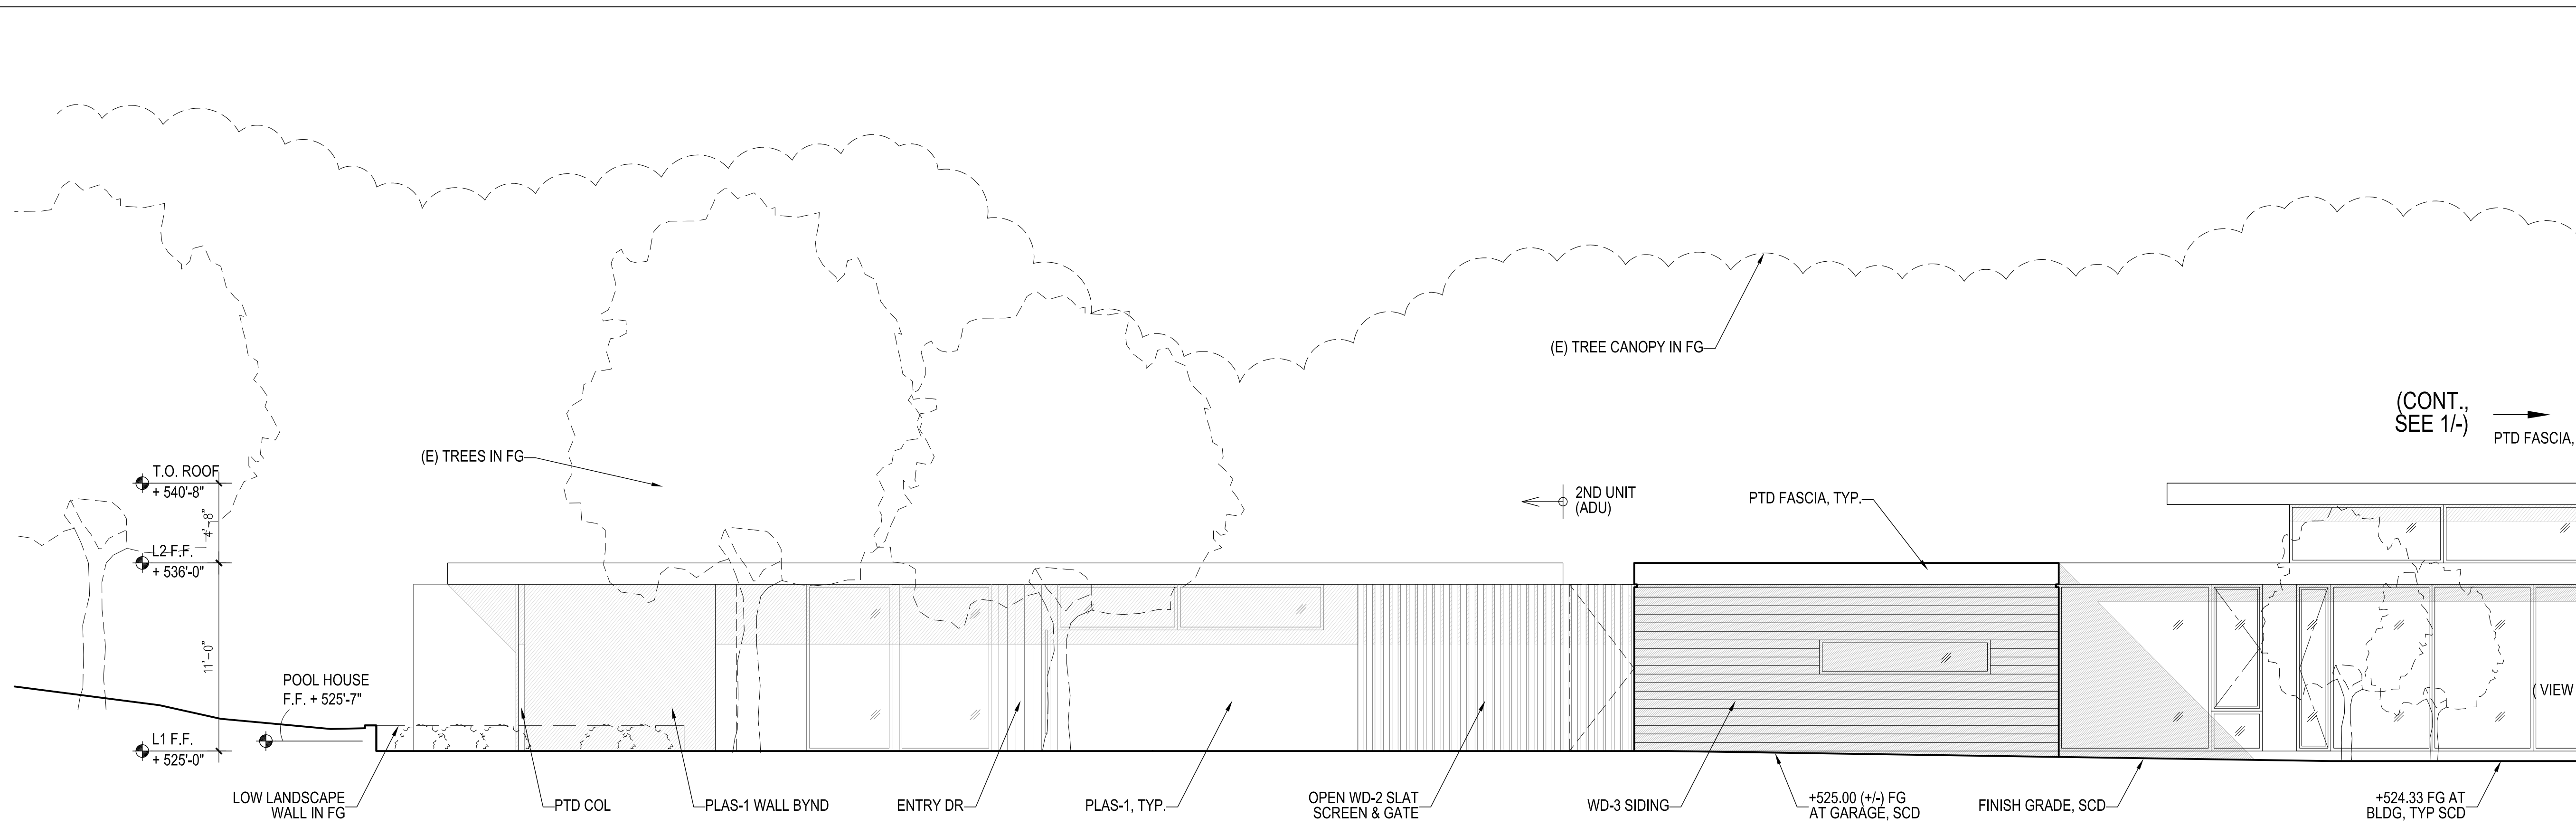 (E) TREE CANOPY IN FG
(CONT.,
SEE 1/-)
PTD FASCIA,
(E) TREES IN FG
T.O. ROOF
+ 540'-8"
4'-8"
L2 F.F.
+ 536'-0"
11'-0"
2ND UNIT
(ADU)
PTD FASCIA, TYP.
POOL HOUSE
F.F. + 525'-7"
( VIEW
L1 F.F.
+ 525'-0"
LOW LANDSCAPE
WALL IN FG
PTD COL
PLAS-1 WALL BYND
ENTRY DR
PLAS-1, TYP.
OPEN WD-2 SLAT
SCREEN & GATE
WD-3 SIDING
+525.00 (+/-) FG
AT GARAGE, SCD
FINISH GRADE, SCD
+524.33 FG AT
BLDG, TYP SCD